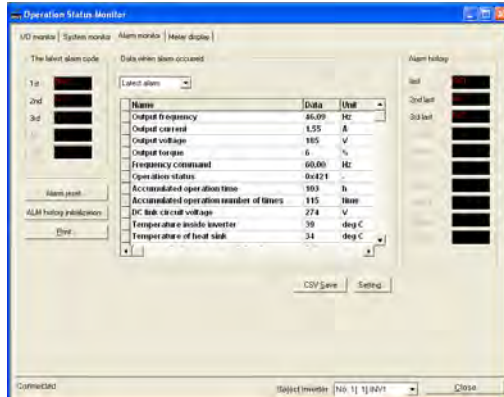 Operation Status Monitor
I/O monitor System monitor Alarm monitor Meter display
The latest alarm code
1st
2nd
3rd
Alarm reset
ALM history initialization
Print
Data when alarm occured
Latest alarm
Name Data Unit
Output frequency 46.09 Hz
Output current 1.55 A
Output voltage 185 V
Output torque 6 %
Frequency command 60.00 Hz
Operation status 0x421 -
Accumulated operation time 103 h
Accumulated operation number of times 115 time
DC link circuit voltage 274 V
Temperature inside inverter 39 deg C
Temperature of heat sink 34 deg C
CSV Save Setting
Alarm history
last
2nd last
3rd last
Connected
Select Inverter No. 1[ 1] INV1
Close